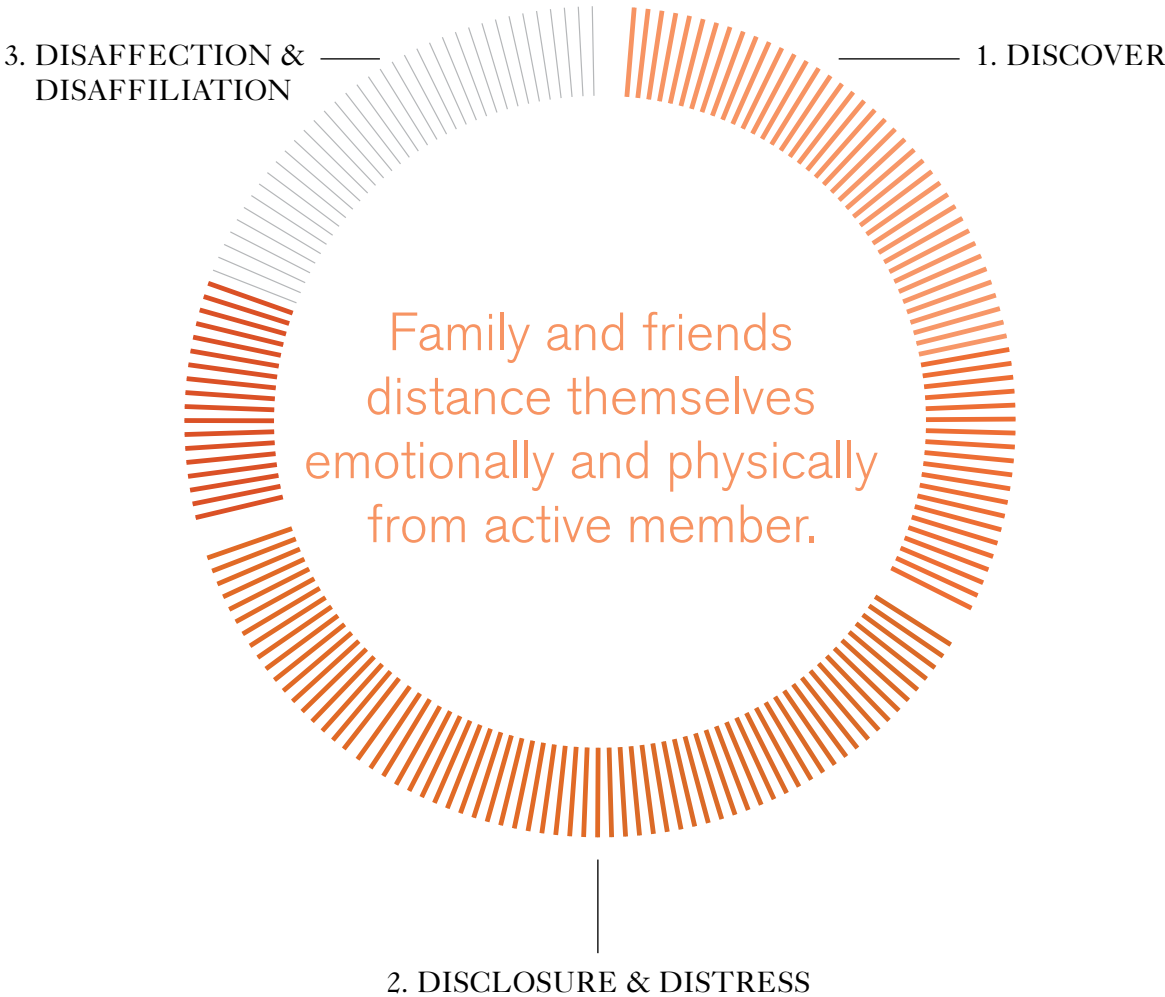 3. DISAFFECTION &
DISAFFILIATION
1. DISCOVER
Family and friends
distance themselves
emotionally and physically
from active member.
2. DISCLOSURE & DISTRESS